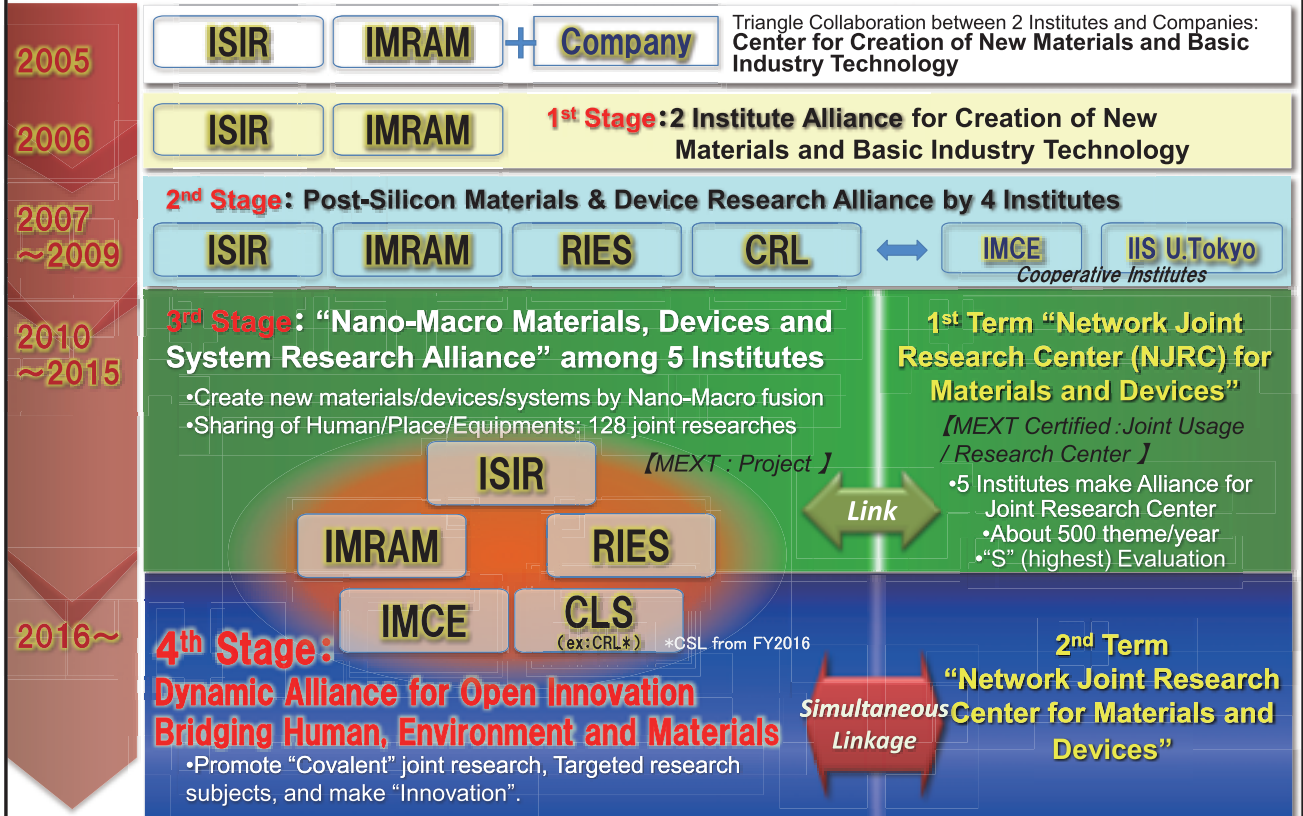 2005
ISIR
IMRAM
+
Company
Triangle Collaboration between 2 Institutes and Companies:
Center for Creation of New Materials and Basic
Industry Technology
2006
ISIR
IMRAM
1st Stage:2 Institute Alliance for Creation of New
Materials and Basic Industry Technology
2007
～2009
2nd Stage: Post-Silicon Materials & Device Research Alliance by 4 Institutes
ISIR
IMRAM
RIES
CRL
IMCE
IIS U.Tokyo
Cooperative Institutes
2010
～2015
3rd Stage: “Nano-Macro Materials, Devices and
System Research Alliance” among 5 Institutes
•Create new materials/devices/systems by Nano-Macro fusion
•Sharing of Human/Place/Equipments: 128 joint researches
【MEXT : Project 】
ISIR
IMRAM
RIES
IMCE
CLS
(ex:CRL*)
*CSL from FY2016
Link
1st Term “Network Joint
Research Center (NJRC) for
Materials and Devices”
【MEXT Certified :Joint Usage
/ Research Center 】
•5 Institutes make Alliance for
Joint Research Center
•About 500 theme/year
•“S” (highest) Evaluation
2016～
4th Stage:
Dynamic Alliance for Open Innovation
Bridging Human, Environment and Materials
•Promote “Covalent” joint research, Targeted research
subjects, and make “Innovation”.
Simultaneous
Linkage
2nd Term
“Network Joint Research
Center for Materials and
Devices”